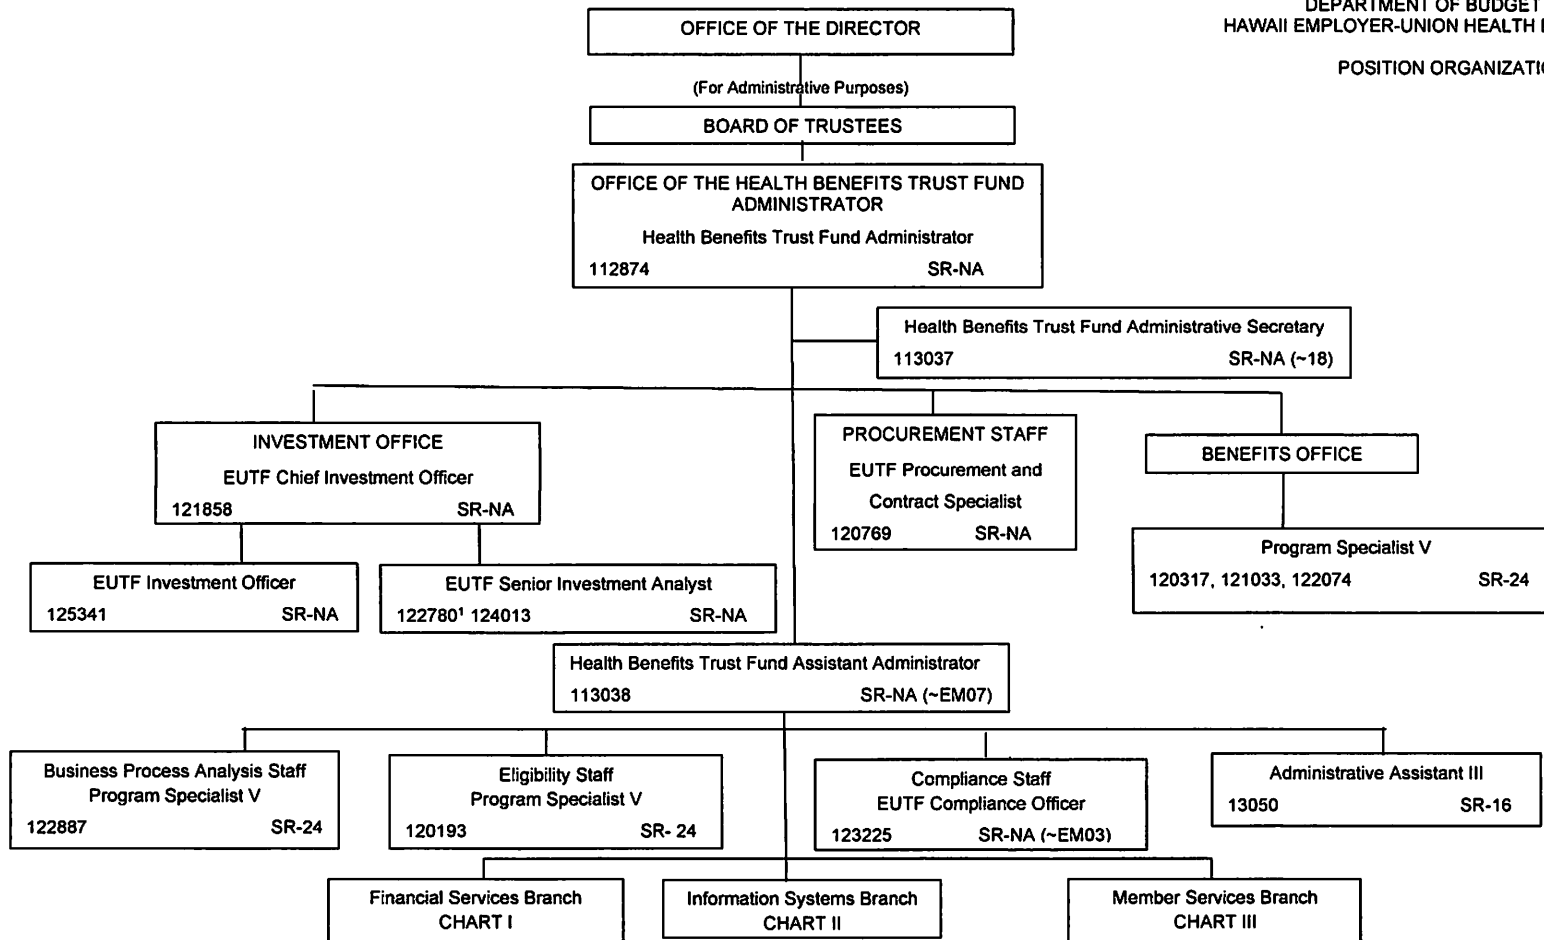 DEPARTMENT OF BUDGET
HAWAII EMPLOYER-UNION HEALTH
POSITION
OFFICE OF THE DIRECTOR
(For Administrative Purposes)
BOARD OF TRUSTEES
OFFICE OF THE HEALTH BENEFITS TRUST FUND
ADMINISTRATOR
Health Benefits Trust Fund Administrator
112874 SR-NA
Health Benefits Trust Fund Administrative Secretary
113037 SR-NA (~18)
INVESTMENT OFFICE
EUTF Chief Investment Officer
121858 SR-NA
PROCUREMENT STAFF
EUTF Procurement and
Contract Specialist
120769 SR-NA
BENEFITS OFFICE
Program Specialist V
120317, 121033, 122074 SR-24
EUTF Investment Officer
125341 SR-NA
EUTF Senior Investment Analyst
122780¹ 124013 SR-NA
Health Benefits Trust Fund Assistant Administrator
113038 SR-NA (~EM07)
Business Process Analysis Staff
Program Specialist V
122887 SR-24
Eligibility Staff
Program Specialist V
120193 SR- 24
Compliance Staff
EUTF Compliance Officer
123225 SR-NA (~EM03)
Administrative Assistant III
13050 SR-16
Financial Services Branch
CHART I
Information Systems Branch
CHART II
Member Services Branch
CHART III